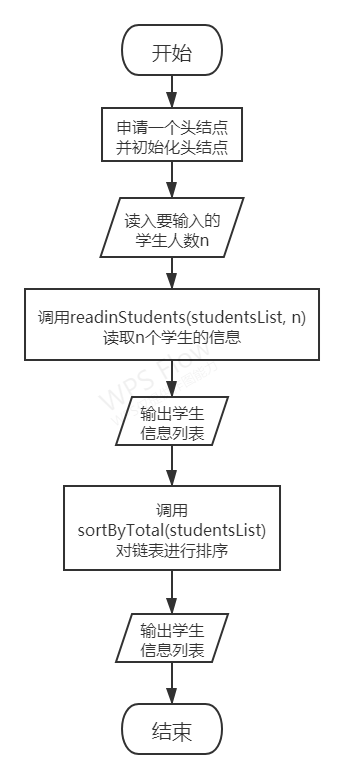 开始
申请一个头结点
并初始化头结点
读入要输入的
学生人数n
调用readinStudents(studentsList, n)
读取n个学生的信息
WPS Flow
输出学生
信息列表
调用
sortByTotal(studentsList)
对链表进行排序
输出学生
信息列表
结束